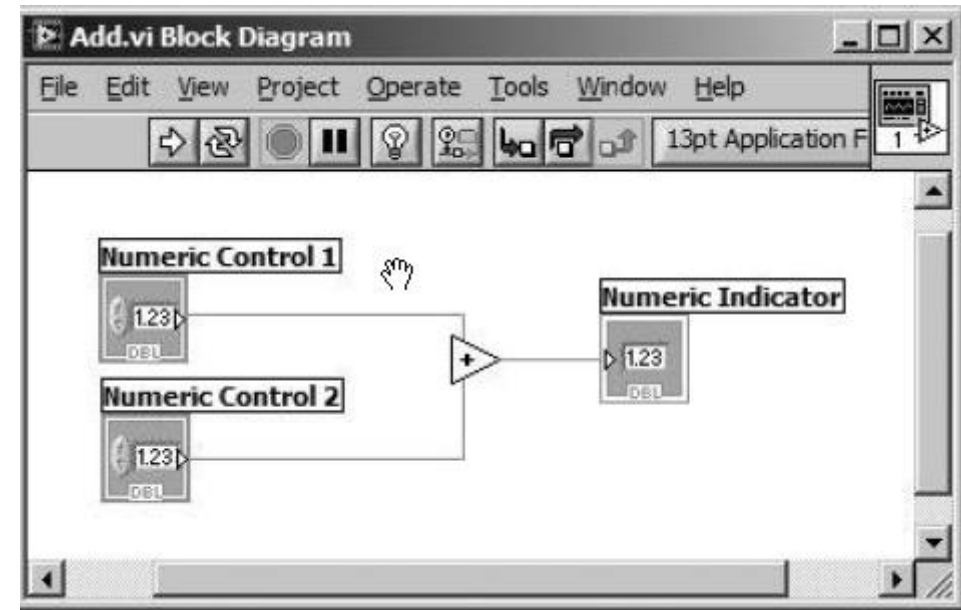 Add.vi Block Diagram
File Edit View Project Operate Tools Window Help
13pt Application F
1
Numeric Control 1
1.23
DBL
Numeric Control 2
1.23
DBL
+
Numeric Indicator
1.23
DBL